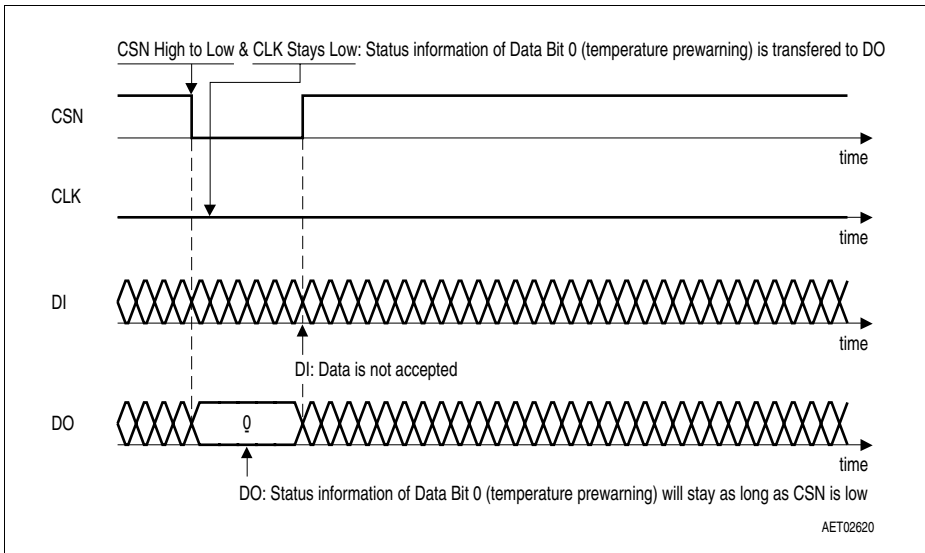 CSN High to Low & CLK Stays Low: Status information of Data Bit 0 (temperature prewarning) is transfered to DO
CSN
time
CLK
time
DI
time
DI: Data is not accepted
DO
0
time
DO: Status information of Data Bit 0 (temperature prewarning) will stay as long as CSN is low
AET02620